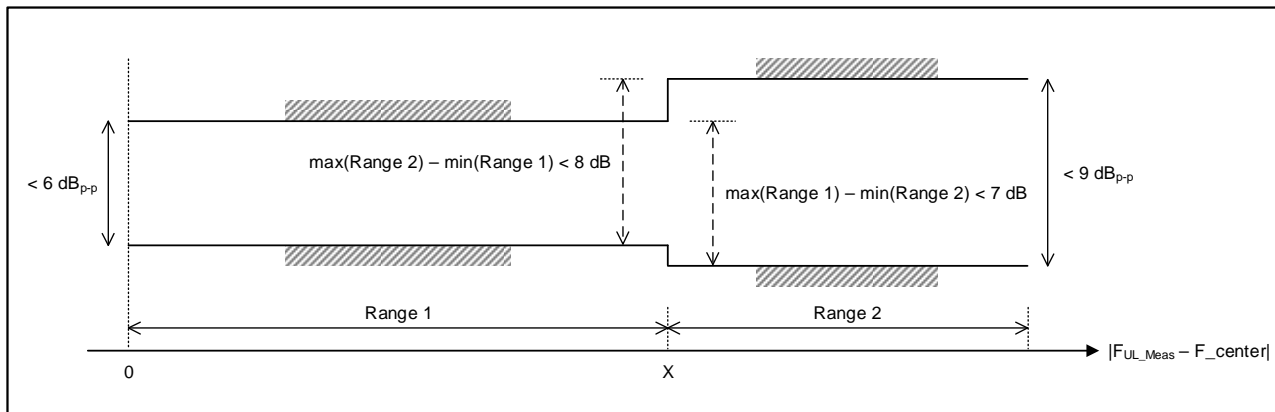 max(Range 2) – min(Range 1) < 8 dB
< 6 dBp-p
max(Range 1) – min(Range 2) < 7 dB
< 9 dBp-p
Range 1
Range 2
0
X
|FUL_Meas – F_center|